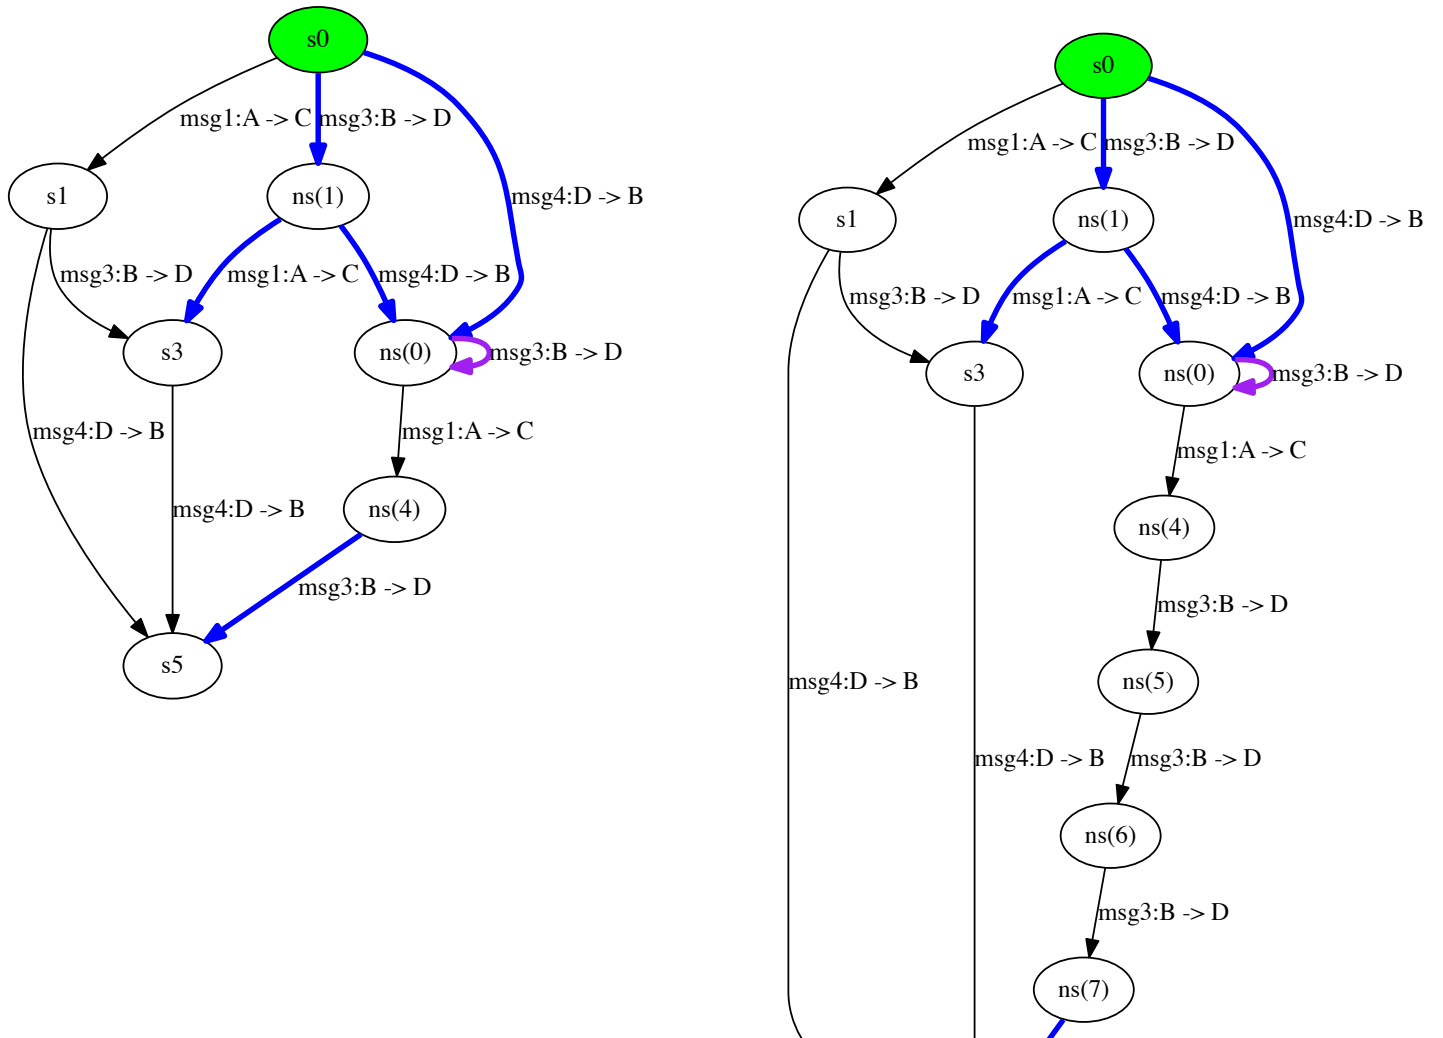 s0
msg1:A -> C
msg3:B -> D
s1
ns(1)
msg4:D -> B
msg3:B -> D
msg1:A -> C
msg4:D -> B
s3
ns(0)
msg3:B -> D
msg4:D -> B
msg1:A -> C
msg4:D -> B
ns(4)
msg3:B -> D
s5
s0
msg1:A -> C
msg3:B -> D
s1
ns(1)
msg4:D -> B
msg3:B -> D
msg1:A -> C
msg4:D -> B
s3
ns(0)
msg3:B -> D
msg1:A -> C
ns(4)
msg3:B -> D
msg4:D -> B
ns(5)
msg4:D -> B
msg3:B -> D
ns(6)
msg3:B -> D
ns(7)